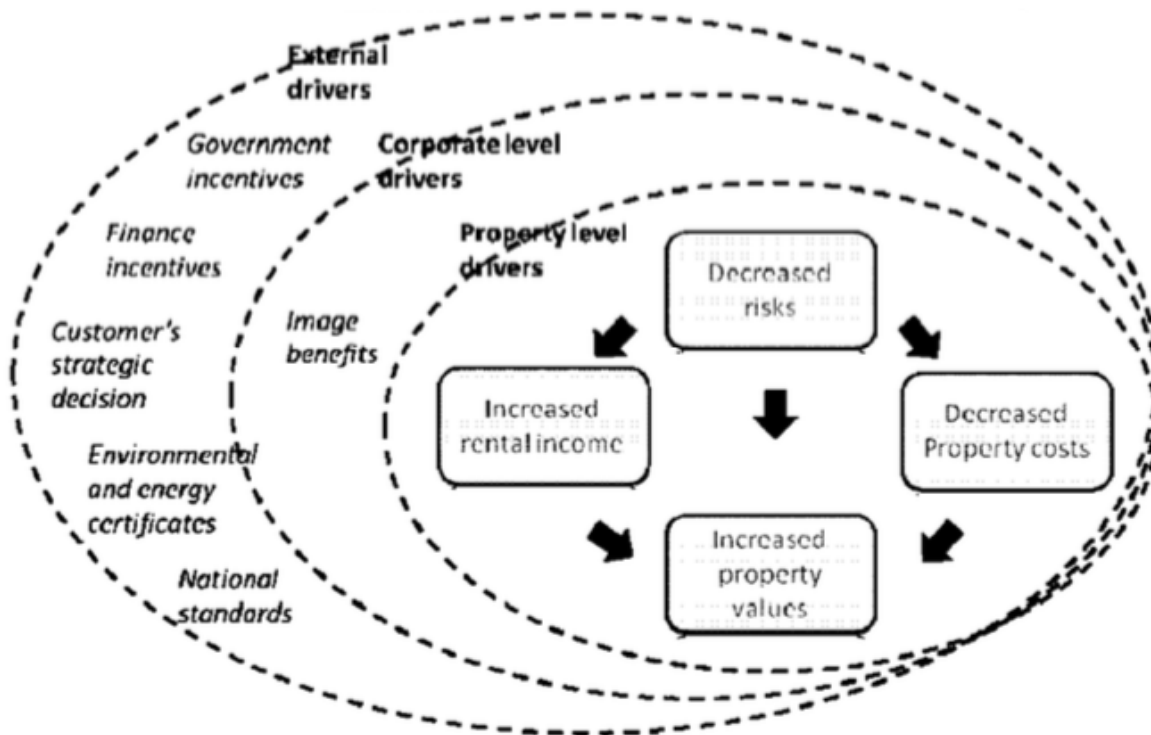 External
drivers
Government
incentives
Corporate level
drivers
Finance
incentives
Property level
drivers
Decreased
risks
Customer's
strategic
decision
Image
benefits
Increased
rental income
Decreased
Property costs
Environmental
and energy
certificates
Increased
property
values
National
standards